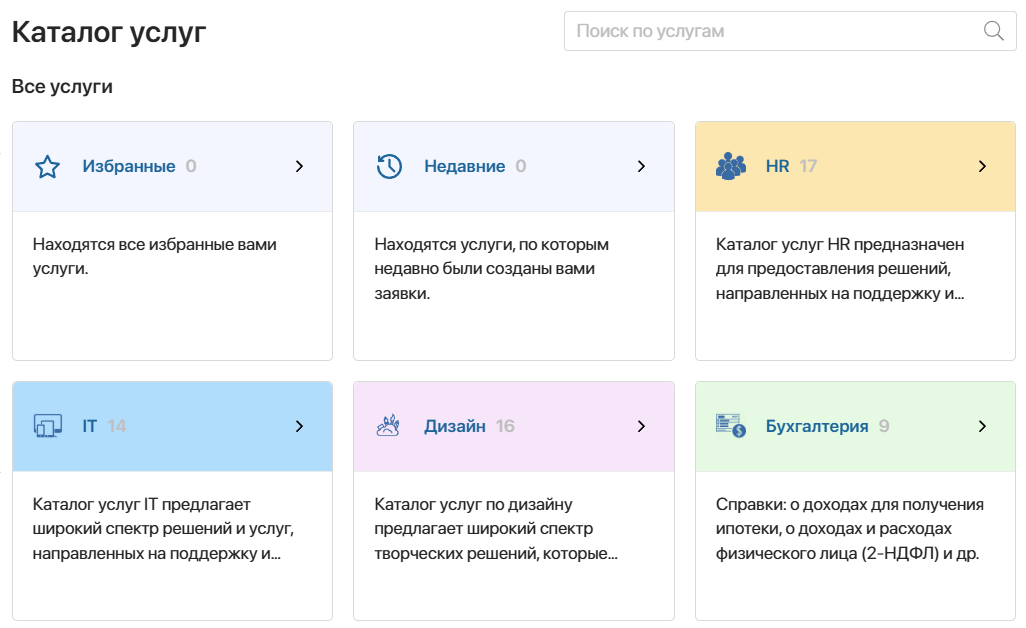 Каталог услуг
Поиск по услугам
Все услуги
Избранные 0
Находятся все избранные вами
услуги.
Недавние 0
Находятся услуги, по которым
недавно были созданы вами
заявки.
HR 17
Каталог услуг HR предназначен
для предоставления решений,
направленных на поддержку и...
IT 14
Каталог услуг IT предлагает
широкий спектр решений и услуг,
направленных на поддержку и...
Дизайн 16
Каталог услуг по дизайну
предлагает широкий спектр
творческих решений, которые...
Бухгалтерия 9
Справки: о доходах для получения
ипотеки, о доходах и расходах
физического лица (2-НДФЛ) и др.